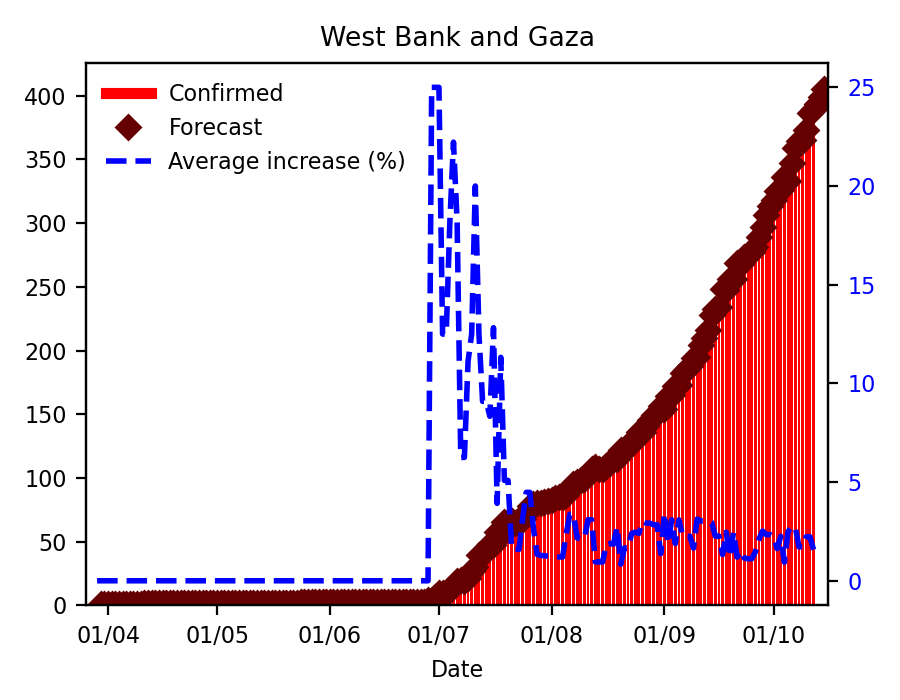 West Bank and Gaza
Confirmed
Forecast
Average increase (%)
400
350
300
250
200
150
100
50
0
25
20
15
10
5
0
01/04 01/05 01/06 01/07 01/08 01/09 01/10
Date